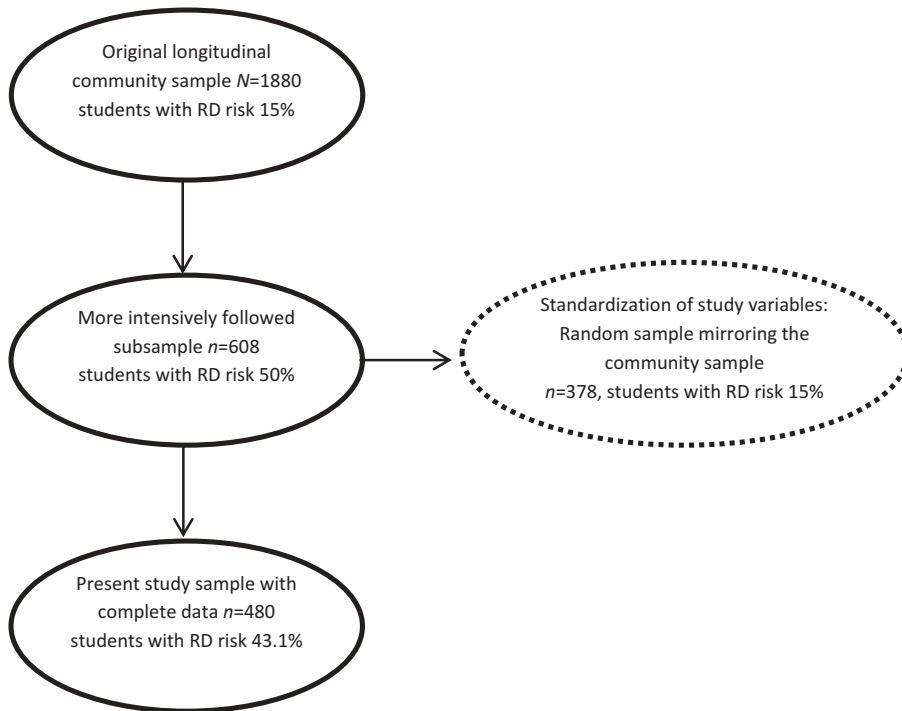 Original longitudinal
community sample N=1880
students with RD risk 15%
More intensively followed
subsample n=608
students with RD risk 50%
Standardization of study variables:
Random sample mirroring the
community sample
n=378, students with RD risk 15%
Present study sample with
complete data n=480
students with RD risk 43.1%